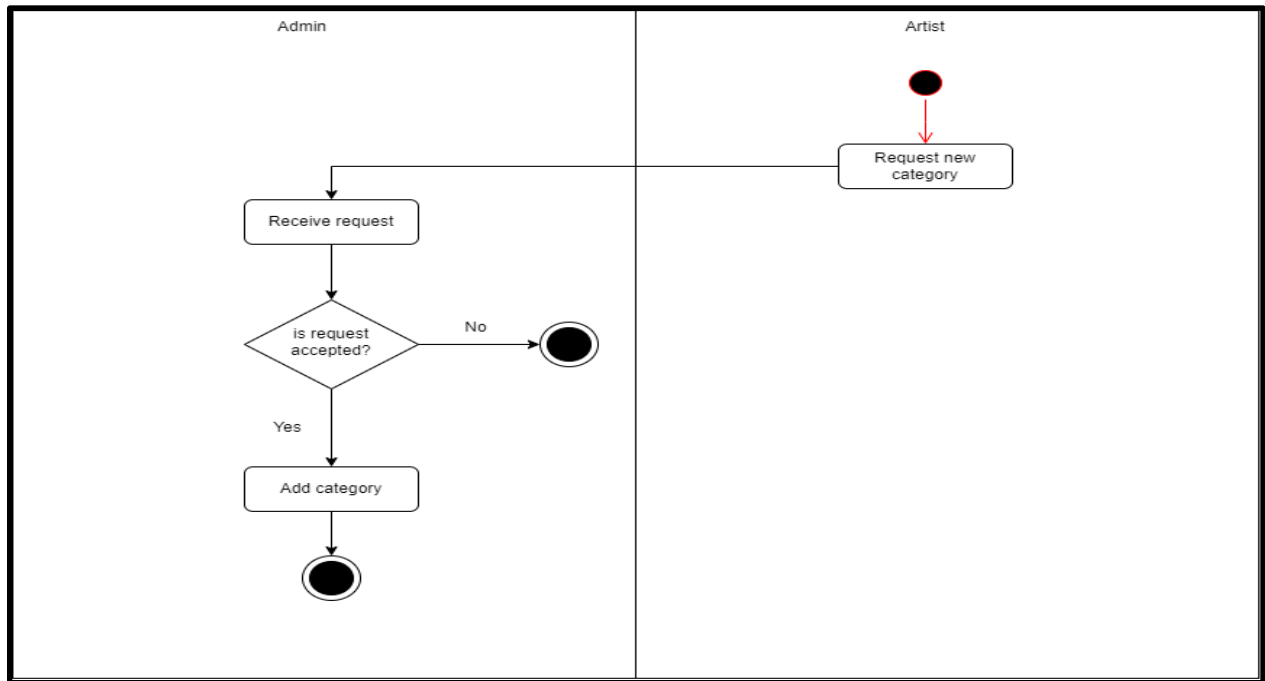 Admin
Artist
Request new
category
Receive request
is request
accepted?
No
Yes
Add category